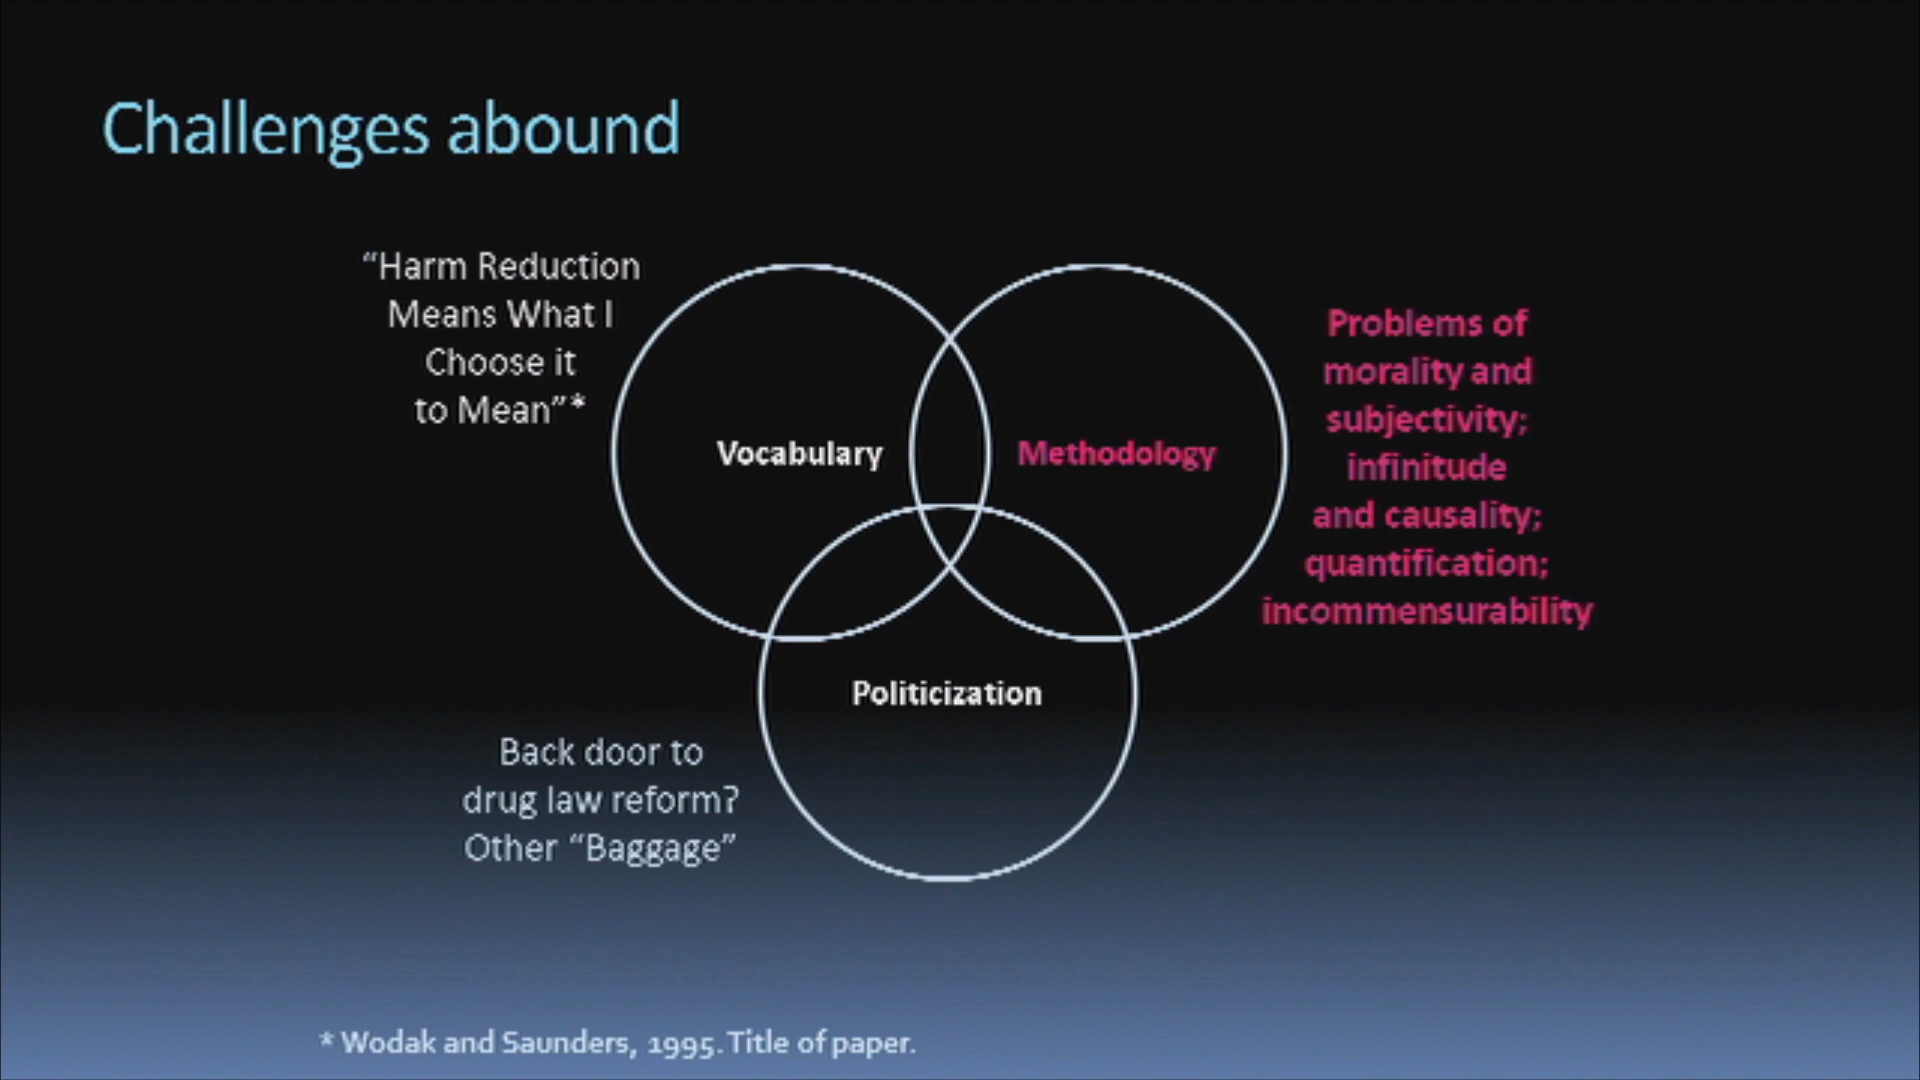 Challenges abound
“Harm Reduction
Means What I
Choose it
to Mean”*
Vocabulary
Methodology
Problems of
morality and
subjectivity;
infinitude
and causality;
quantification;
incommensurability
Politicization
Back door to
drug law reform?
Other “Baggage”
* Wodak and Saunders, 1995. Title of paper.